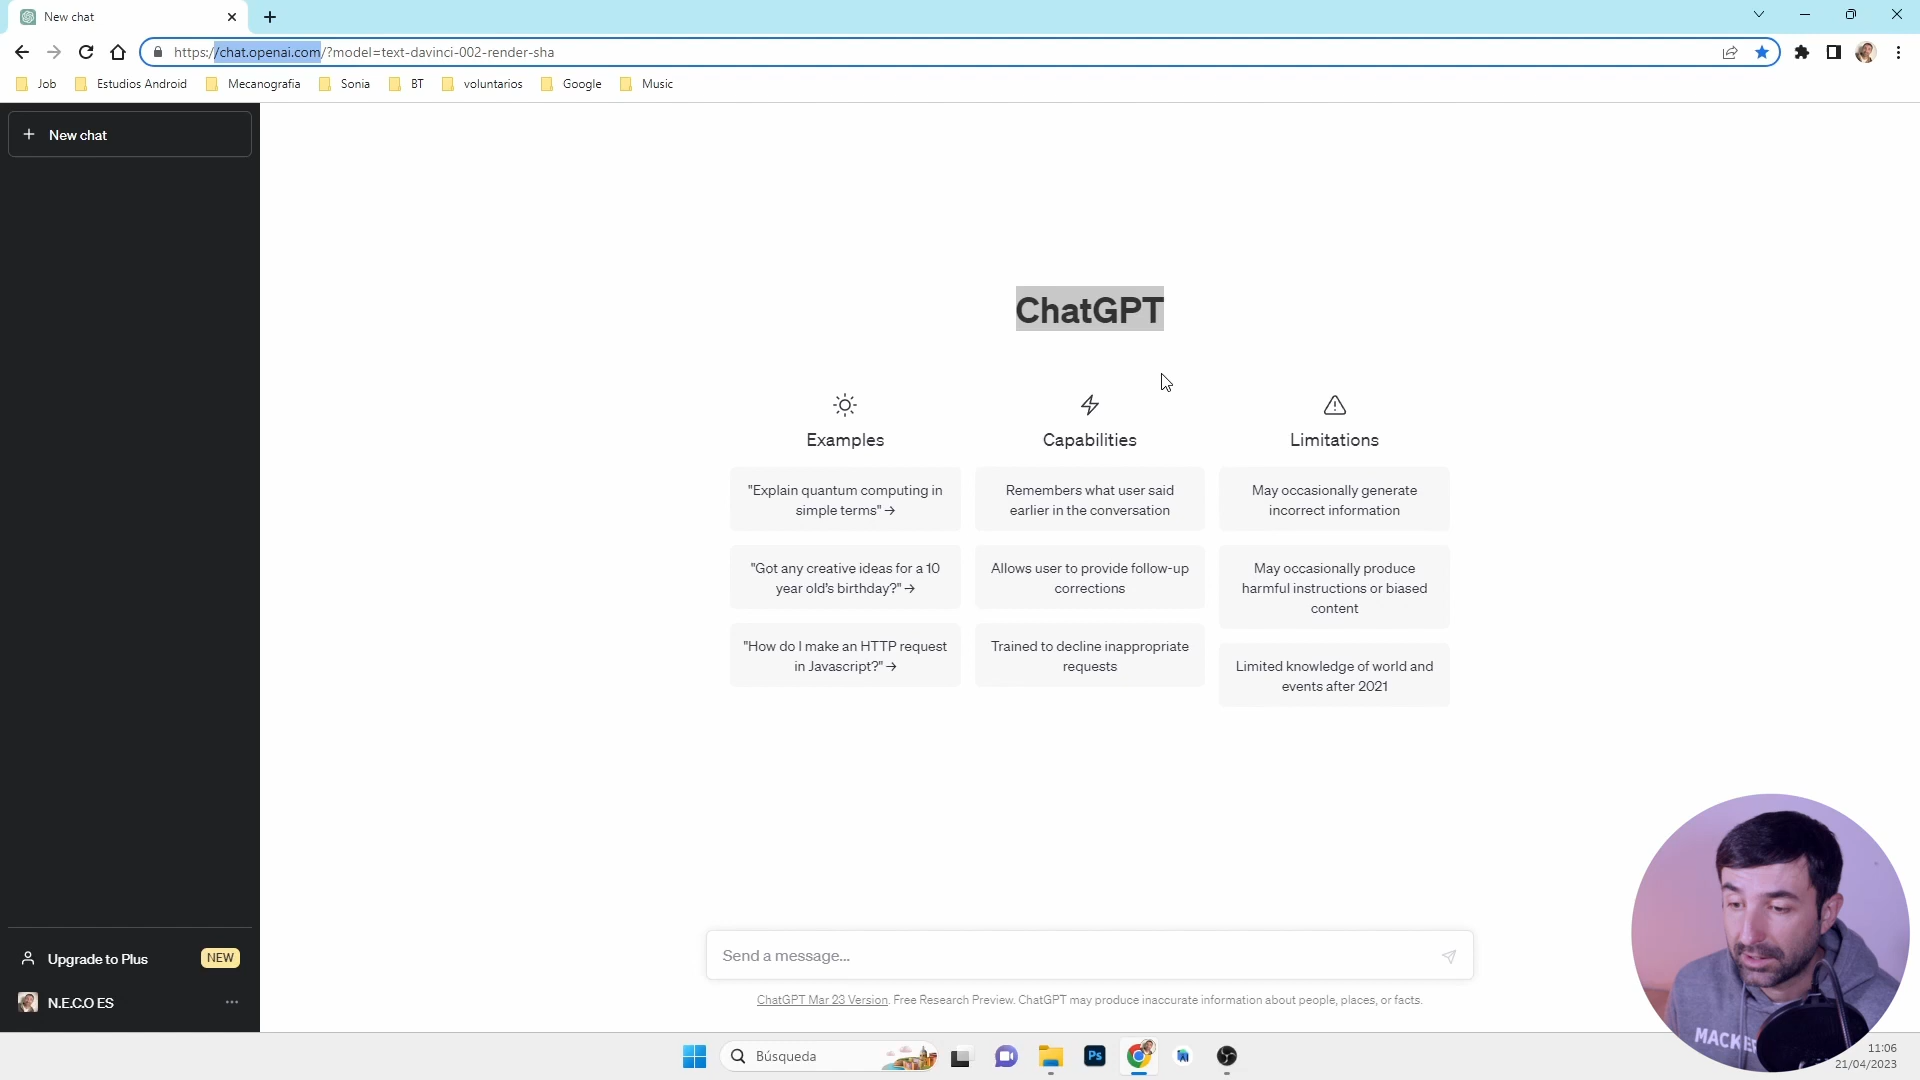 New chat
https://chat.openai.com/?model=text-davinci-002-render-sha
Job
Estudios Android
Mecanografia
Sonia
BT
voluntarios
Google
Music
+ New chat
ChatGPT
Examples
"Explain quantum computing in
simple terms" →
"Got any creative ideas for a 10
year old's birthday?" →
"How do I make an HTTP request
in Javascript?" →
Capabilities
Remembers what user said
earlier in the conversation
Allows user to provide follow-up
corrections
Trained to decline inappropriate
requests
Limitations
May occasionally generate
incorrect information
May occasionally produce
harmful instructions or biased
content
Limited knowledge of world and
events after 2021
Upgrade to Plus
NEW
N.E.C.O ES
Send a message...
ChatGPT Mar 23 Version. Free Research Preview. ChatGPT may produce inaccurate information about people, places, or facts.
Búsqueda
Ps
11:06
21/04/2023